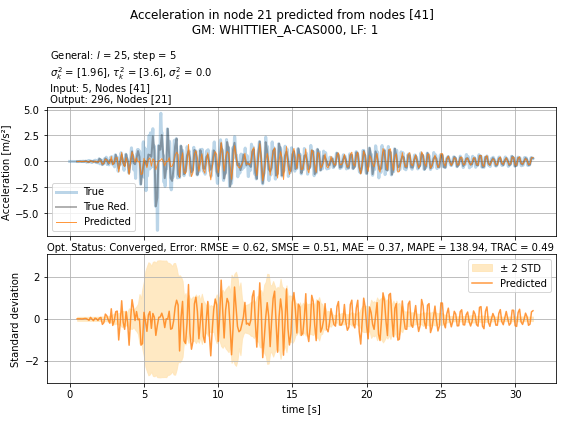 Acceleration in node 21 predicted from nodes [41]
GM: WHITTIER_A-CAS000, LF: 1
General: l = 25, step = 5
σ²ₖ = [1.96], τ²ₖ = [3.6], σ²ε = 0.0
Input: 5, Nodes [41]
Output: 296, Nodes [21]
Acceleration [m/s²]
5.0
2.5
0.0
−2.5
−5.0
True
True Red.
Predicted
Opt. Status: Converged, Error: RMSE = 0.62, SMSE = 0.51, MAE = 0.37, MAPE = 138.94, TRAC = 0.49
Standard deviation
2
0
−2
± 2 STD
Predicted
0 5 10 15 20 25 30
time [s]